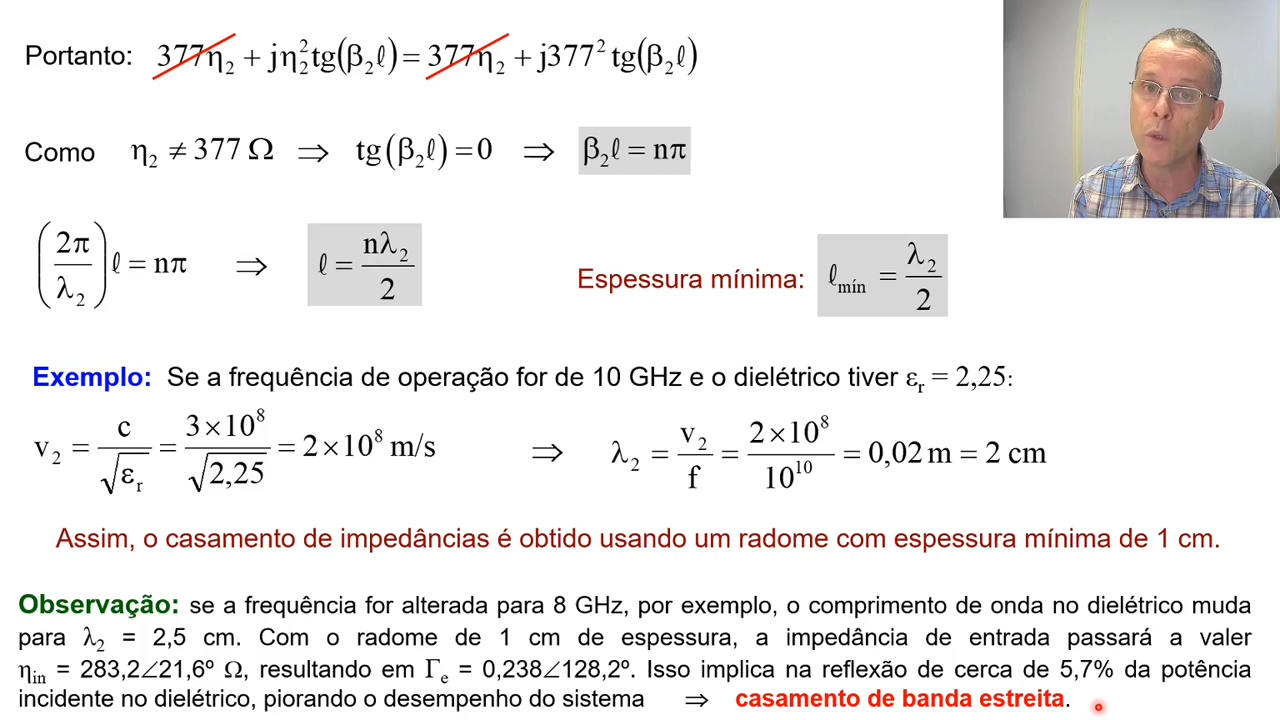 Portanto: 377η₂ + jη₂²tg(β₂ℓ) = 377η₂ + j377² tg(β₂ℓ)
Como η₂ ≠ 377 Ω ⇒ tg(β₂ℓ) = 0 ⇒ β₂ℓ = nπ
(2π/λ₂)ℓ = nπ ⇒ ℓ = nλ₂/2 Espessura mínima: ℓmín = λ₂/2
Exemplo: Se a frequência de operação for de 10 GHz e o dielétrico tiver εᵣ = 2,25:
v₂ = c/√εᵣ = 3×10⁸/√2,25 = 2×10⁸ m/s ⇒ λ₂ = v₂/f = 2×10⁸/10¹⁰ = 0,02 m = 2 cm
Assim, o casamento de impedâncias é obtido usando um radome com espessura mínima de 1 cm.
Observação: se a frequência for alterada para 8 GHz, por exemplo, o comprimento de onda no dielétrico muda
para λ₂ = 2,5 cm. Com o radome de 1 cm de espessura, a impedância de entrada passará a valer
ηin = 283,2∠21,6º Ω, resultando em Γe = 0,238∠128,2º. Isso implica na reflexão de cerca de 5,7% da potência
incidente no dielétrico, piorando o desempenho do sistema ⇒ casamento de banda estreita.